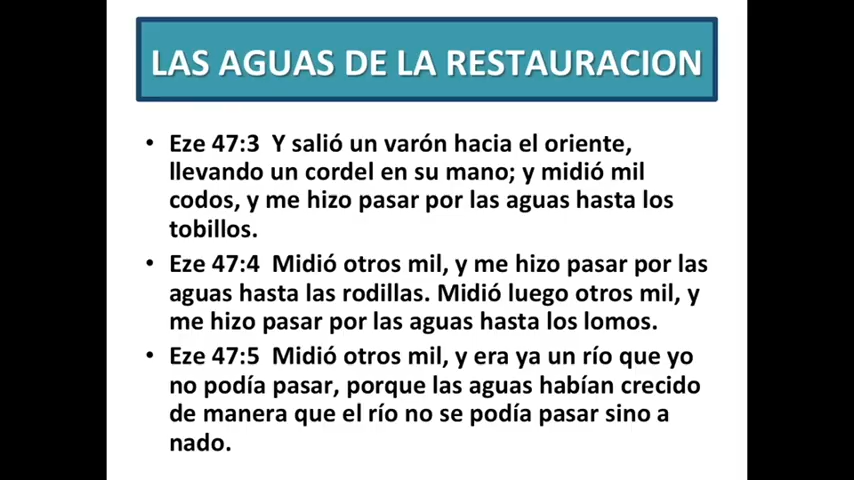 LAS AGUAS DE LA RESTAURACION
• Eze 47:3 Y salió un varón hacia el oriente,
llevando un cordel en su mano; y midió mil
codos, y me hizo pasar por las aguas hasta los
tobillos.
• Eze 47:4 Midió otros mil, y me hizo pasar por las
aguas hasta las rodillas. Midió luego otros mil, y
me hizo pasar por las aguas hasta los lomos.
• Eze 47:5 Midió otros mil, y era ya un río que yo
no podía pasar, porque las aguas habían crecido
de manera que el río no se podía pasar sino a
nado.